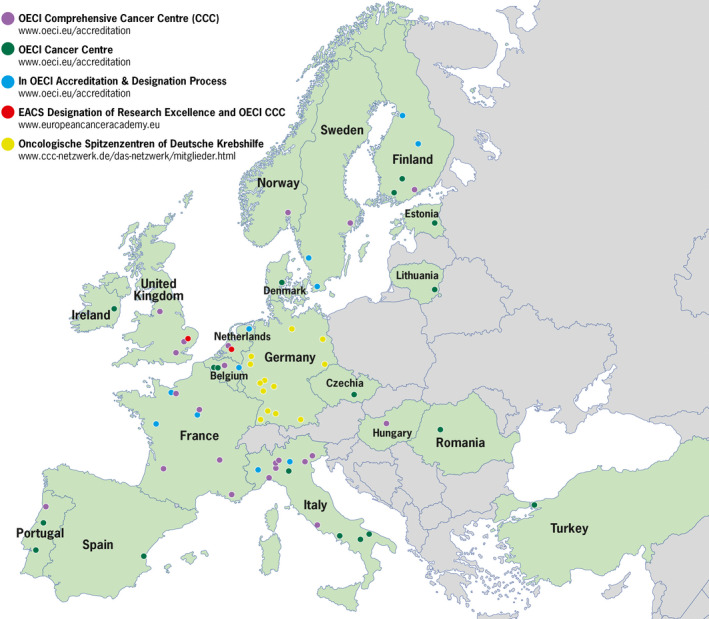 OECI Comprehensive Cancer Centre (CCC)
www.oeci.eu/accreditation
OECI Cancer Centre
www.oeci.eu/accreditation
In OECI Accreditation & Designation Process
www.oeci.eu/accreditation
EACS Designation of Research Excellence and OECI CCC
www.europeancanceracademy.eu
Oncologische Spitzenzentren of Deutsche Krebshilfe
www.ccc-netzwerk.de/das-netzwerk/mitglieder.html
Sweden
Finland
Norway
Estonia
Lithuania
Denmark
United
Kingdom
Ireland
Netherlands
Germany
Belgium
Czechia
France
Hungary
Romania
Italy
Portugal
Spain
Turkey